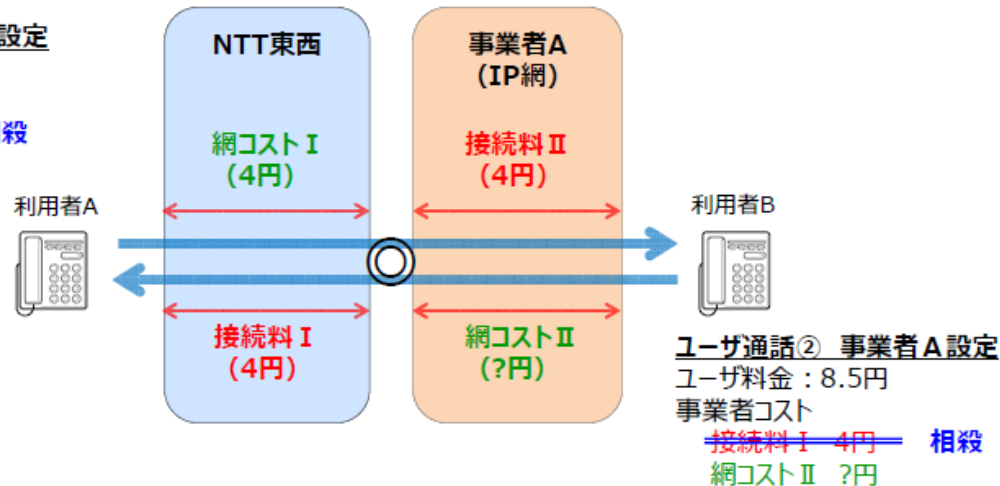 設定
殺
NTT東西
網コストⅠ
(4円)
接続料Ⅰ
(4円)
事業者A
(IP網)
接続料Ⅱ
(4円)
網コストⅡ
(?円)
利用者A
利用者B
ユーザ通話② 事業者A設定
ユーザ料金:8.5円
事業者コスト
接続料Ⅰ 4円 相殺
網コストⅡ ?円